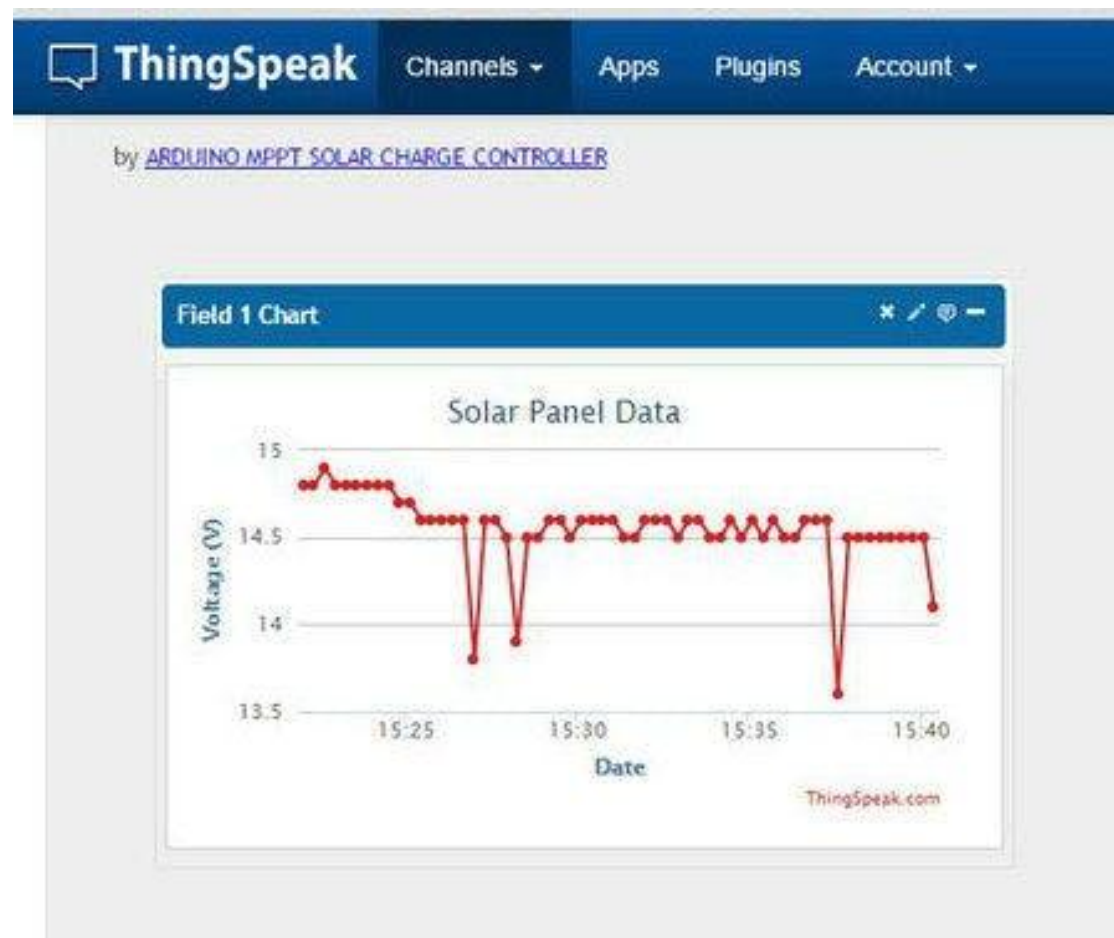 ThingSpeak Channels Apps Plugins Account
by ARDUINO MPPT SOLAR CHARGE CONTROLLER
Field 1 Chart
Solar Panel Data
15
14.5
14
13.5
Voltage (V)
15:25 15:30 15:35 15:40
Date
ThingSpeak.com